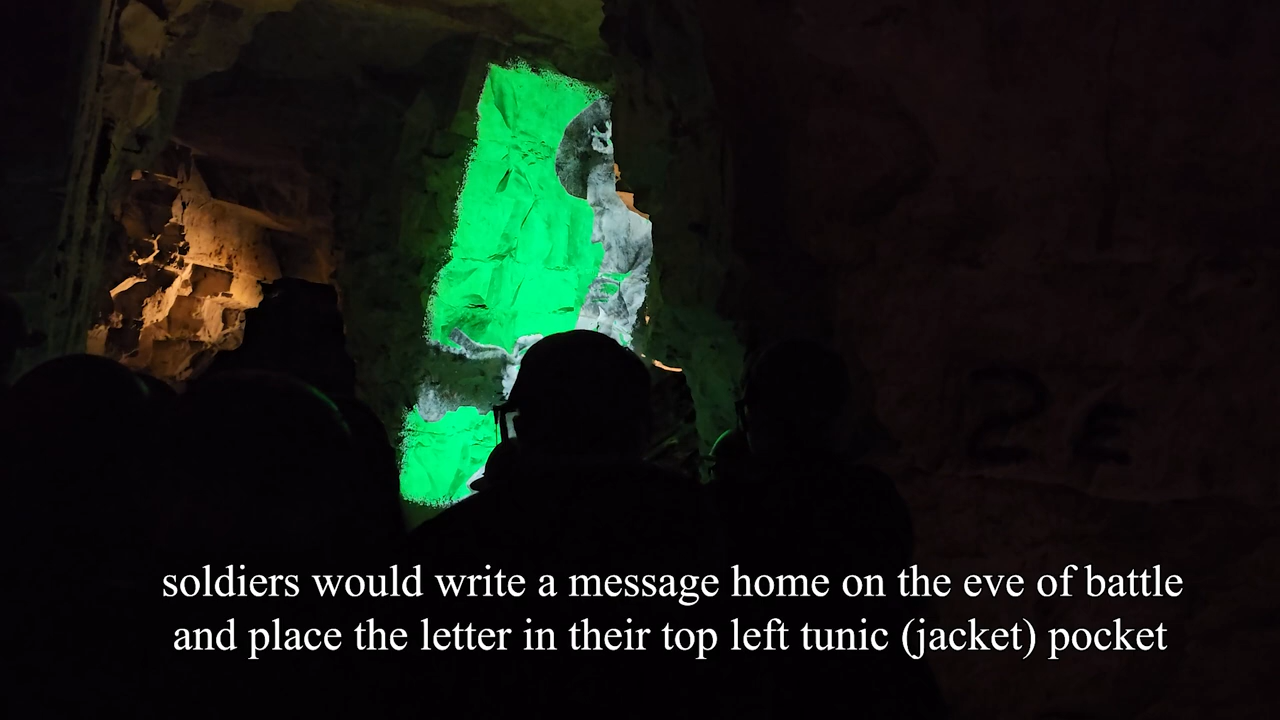 2E
soldiers would write a message home on the eve of battle
and place the letter in their top left tunic (jacket) pocket